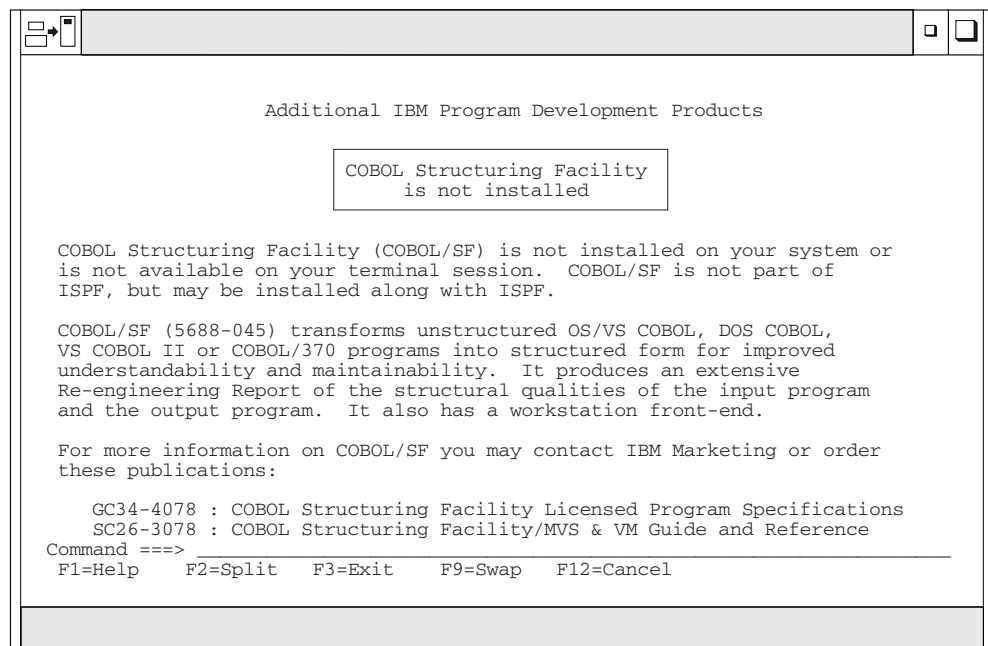 Additional IBM Program Development Products
COBOL Structuring Facility
is not installed
COBOL Structuring Facility (COBOL/SF) is not installed on your system or
is not available on your terminal session.  COBOL/SF is not part of
ISPF, but may be installed along with ISPF.
COBOL/SF (5688-045) transforms unstructured OS/VS COBOL, DOS COBOL,
VS COBOL II or COBOL/370 programs into structured form for improved
understandability and maintainability.  It produces an extensive
Re-engineering Report of the structural qualities of the input program
and the output program.  It also has a workstation front-end.
For more information on COBOL/SF you may contact IBM Marketing or order
these publications:
GC34-4078 : COBOL Structuring Facility Licensed Program Specifications
SC26-3078 : COBOL Structuring Facility/MVS & VM Guide and Reference
Command ===> _______________________________________________________________
F1=Help    F2=Split   F3=Exit    F9=Swap   F12=Cancel